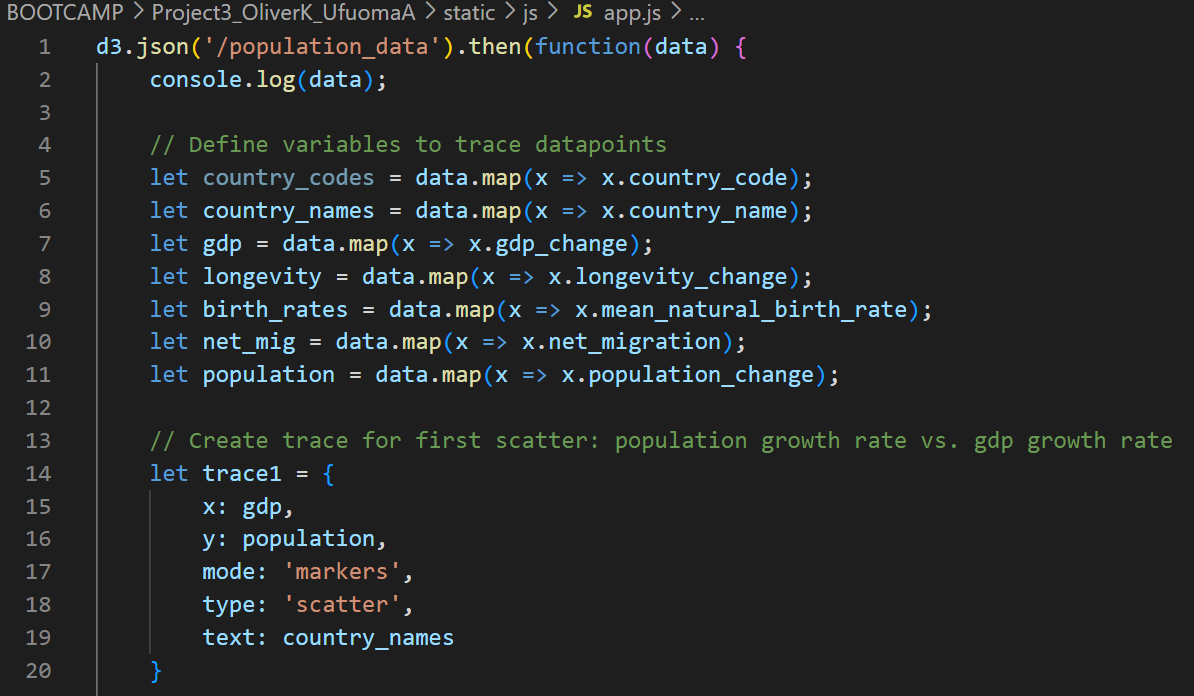 BOOTCAMP > Project3_OliverK_UfuomaA > static > js > JS app.js > ...
1 d3.json('/population_data').then(function(data) {
2     console.log(data);
3
4     // Define variables to trace datapoints
5     let country_codes = data.map(x => x.country_code);
6     let country_names = data.map(x => x.country_name);
7     let gdp = data.map(x => x.gdp_change);
8     let longevity = data.map(x => x.longevity_change);
9     let birth_rates = data.map(x => x.mean_natural_birth_rate);
10     let net_mig = data.map(x => x.net_migration);
11     let population = data.map(x => x.population_change);
12
13     // Create trace for first scatter: population growth rate vs. gdp growth rate
14     let trace1 = {
15         x: gdp,
16         y: population,
17         mode: 'markers',
18         type: 'scatter',
19         text: country_names
20     }